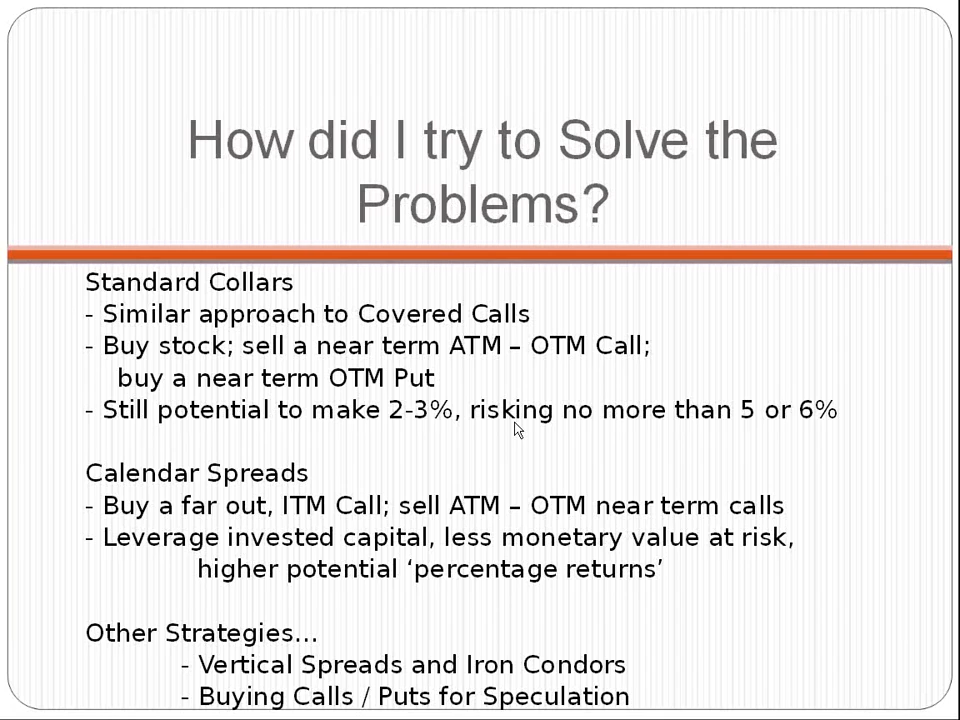 How did I try to Solve the
Problems?
Standard Collars
- Similar approach to Covered Calls
- Buy stock; sell a near term ATM – OTM Call;
buy a near term OTM Put
- Still potential to make 2-3%, risking no more than 5 or 6%
Calendar Spreads
- Buy a far out, ITM Call; sell ATM – OTM near term calls
- Leverage invested capital, less monetary value at risk,
higher potential ‘percentage returns’
Other Strategies...
- Vertical Spreads and Iron Condors
- Buying Calls / Puts for Speculation